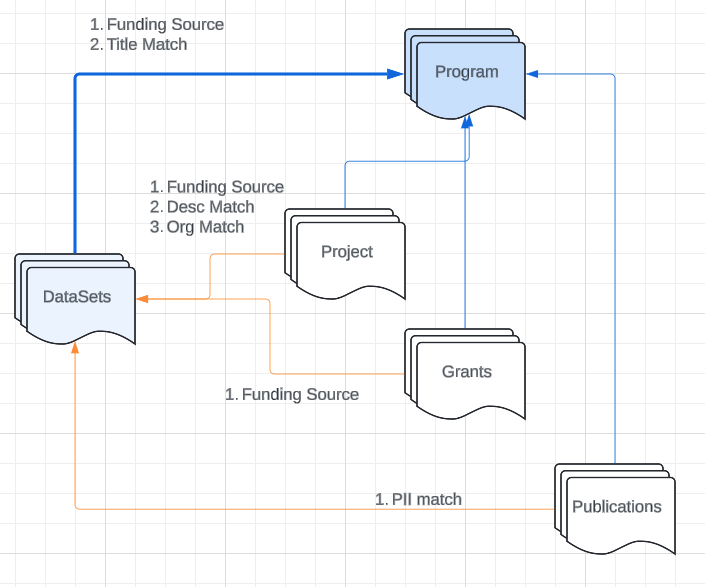 1. Funding Source
2. Title Match
Program
1. Funding Source
2. Desc Match
3. Org Match
Project
DataSets
Grants
1. Funding Source
1. PII match
Publications